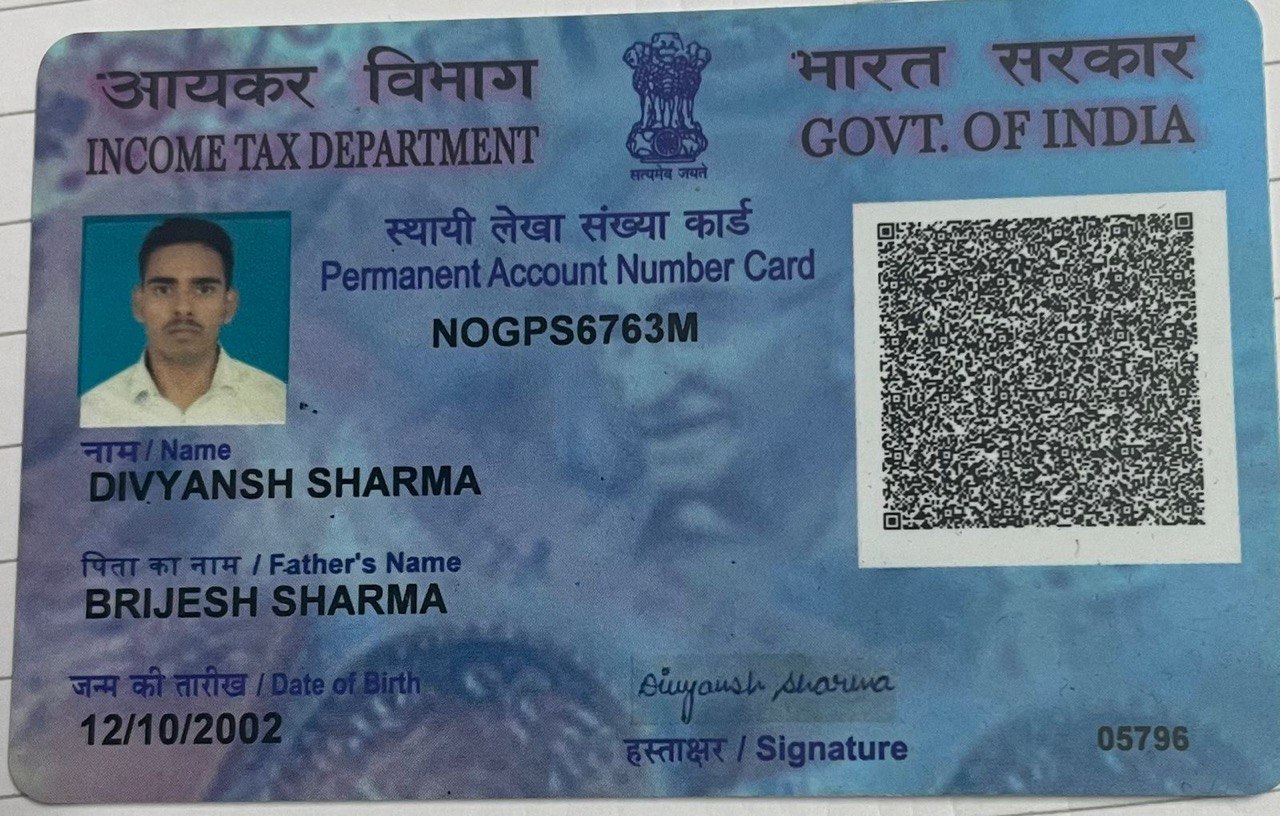 आयकर विभाग
INCOME TAX DEPARTMENT
सत्यमेव जयते
भारत सरकार
GOVT. OF INDIA
स्थायी लेखा संख्या कार्ड
Permanent Account Number Card
NOGPS6763M
नाम / Name
DIVYANSH SHARMA
पिता का नाम / Father's Name
BRIJESH SHARMA
जन्म की तारीख / Date of Birth
12/10/2002
Divyansh Sharma
हस्ताक्षर / Signature
05796